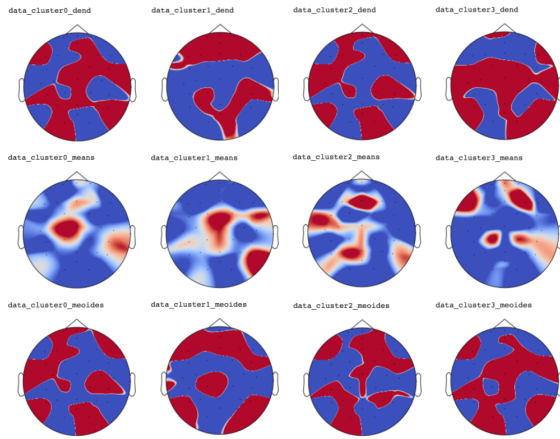 data_cluster0_dend data_cluster1_dend data_cluster2_dend data_cluster3_dend
data_cluster0_means data_cluster1_means data_cluster2_means data_cluster3_means
data_cluster0_meoides data_cluster1_meoides data_cluster2_meoides data_cluster3_meoides